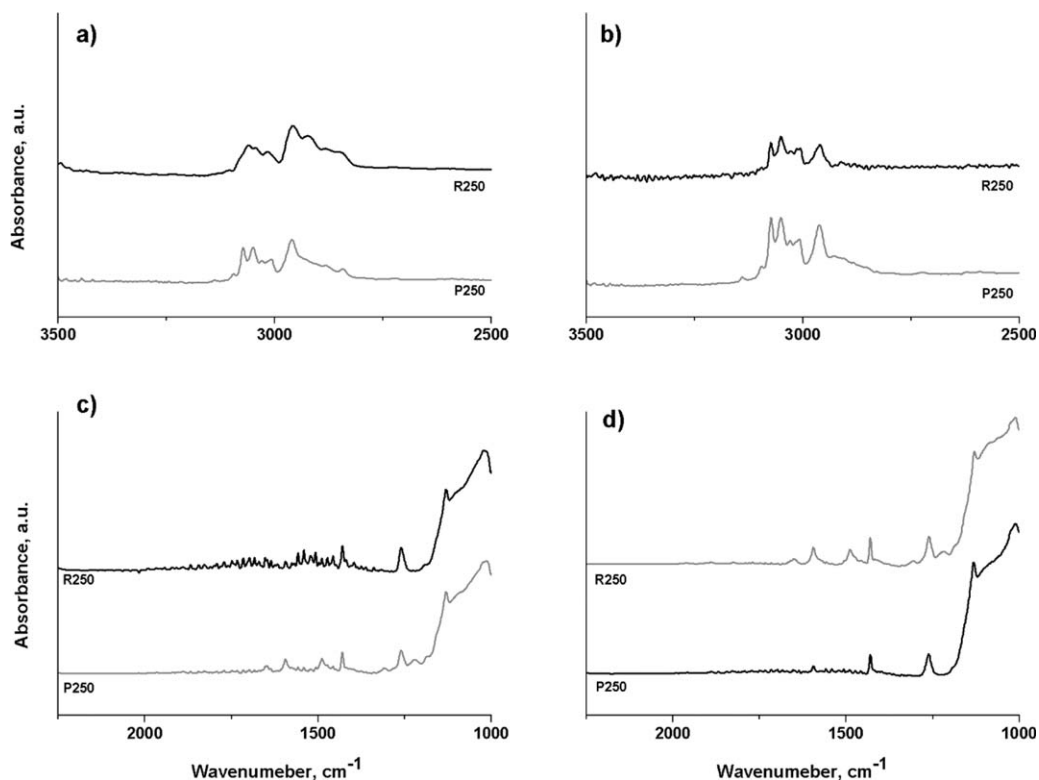 a)
b)
Absorbance, a.u.
R250
R250
P250
P250
3500
3000
2500
3500
3000
2500
c)
d)
Absorbance, a.u.
R250
R250
P250
P250
2000
1500
1000
2000
1500
1000
Wavenumeber, cm-1
Wavenumeber, cm-1